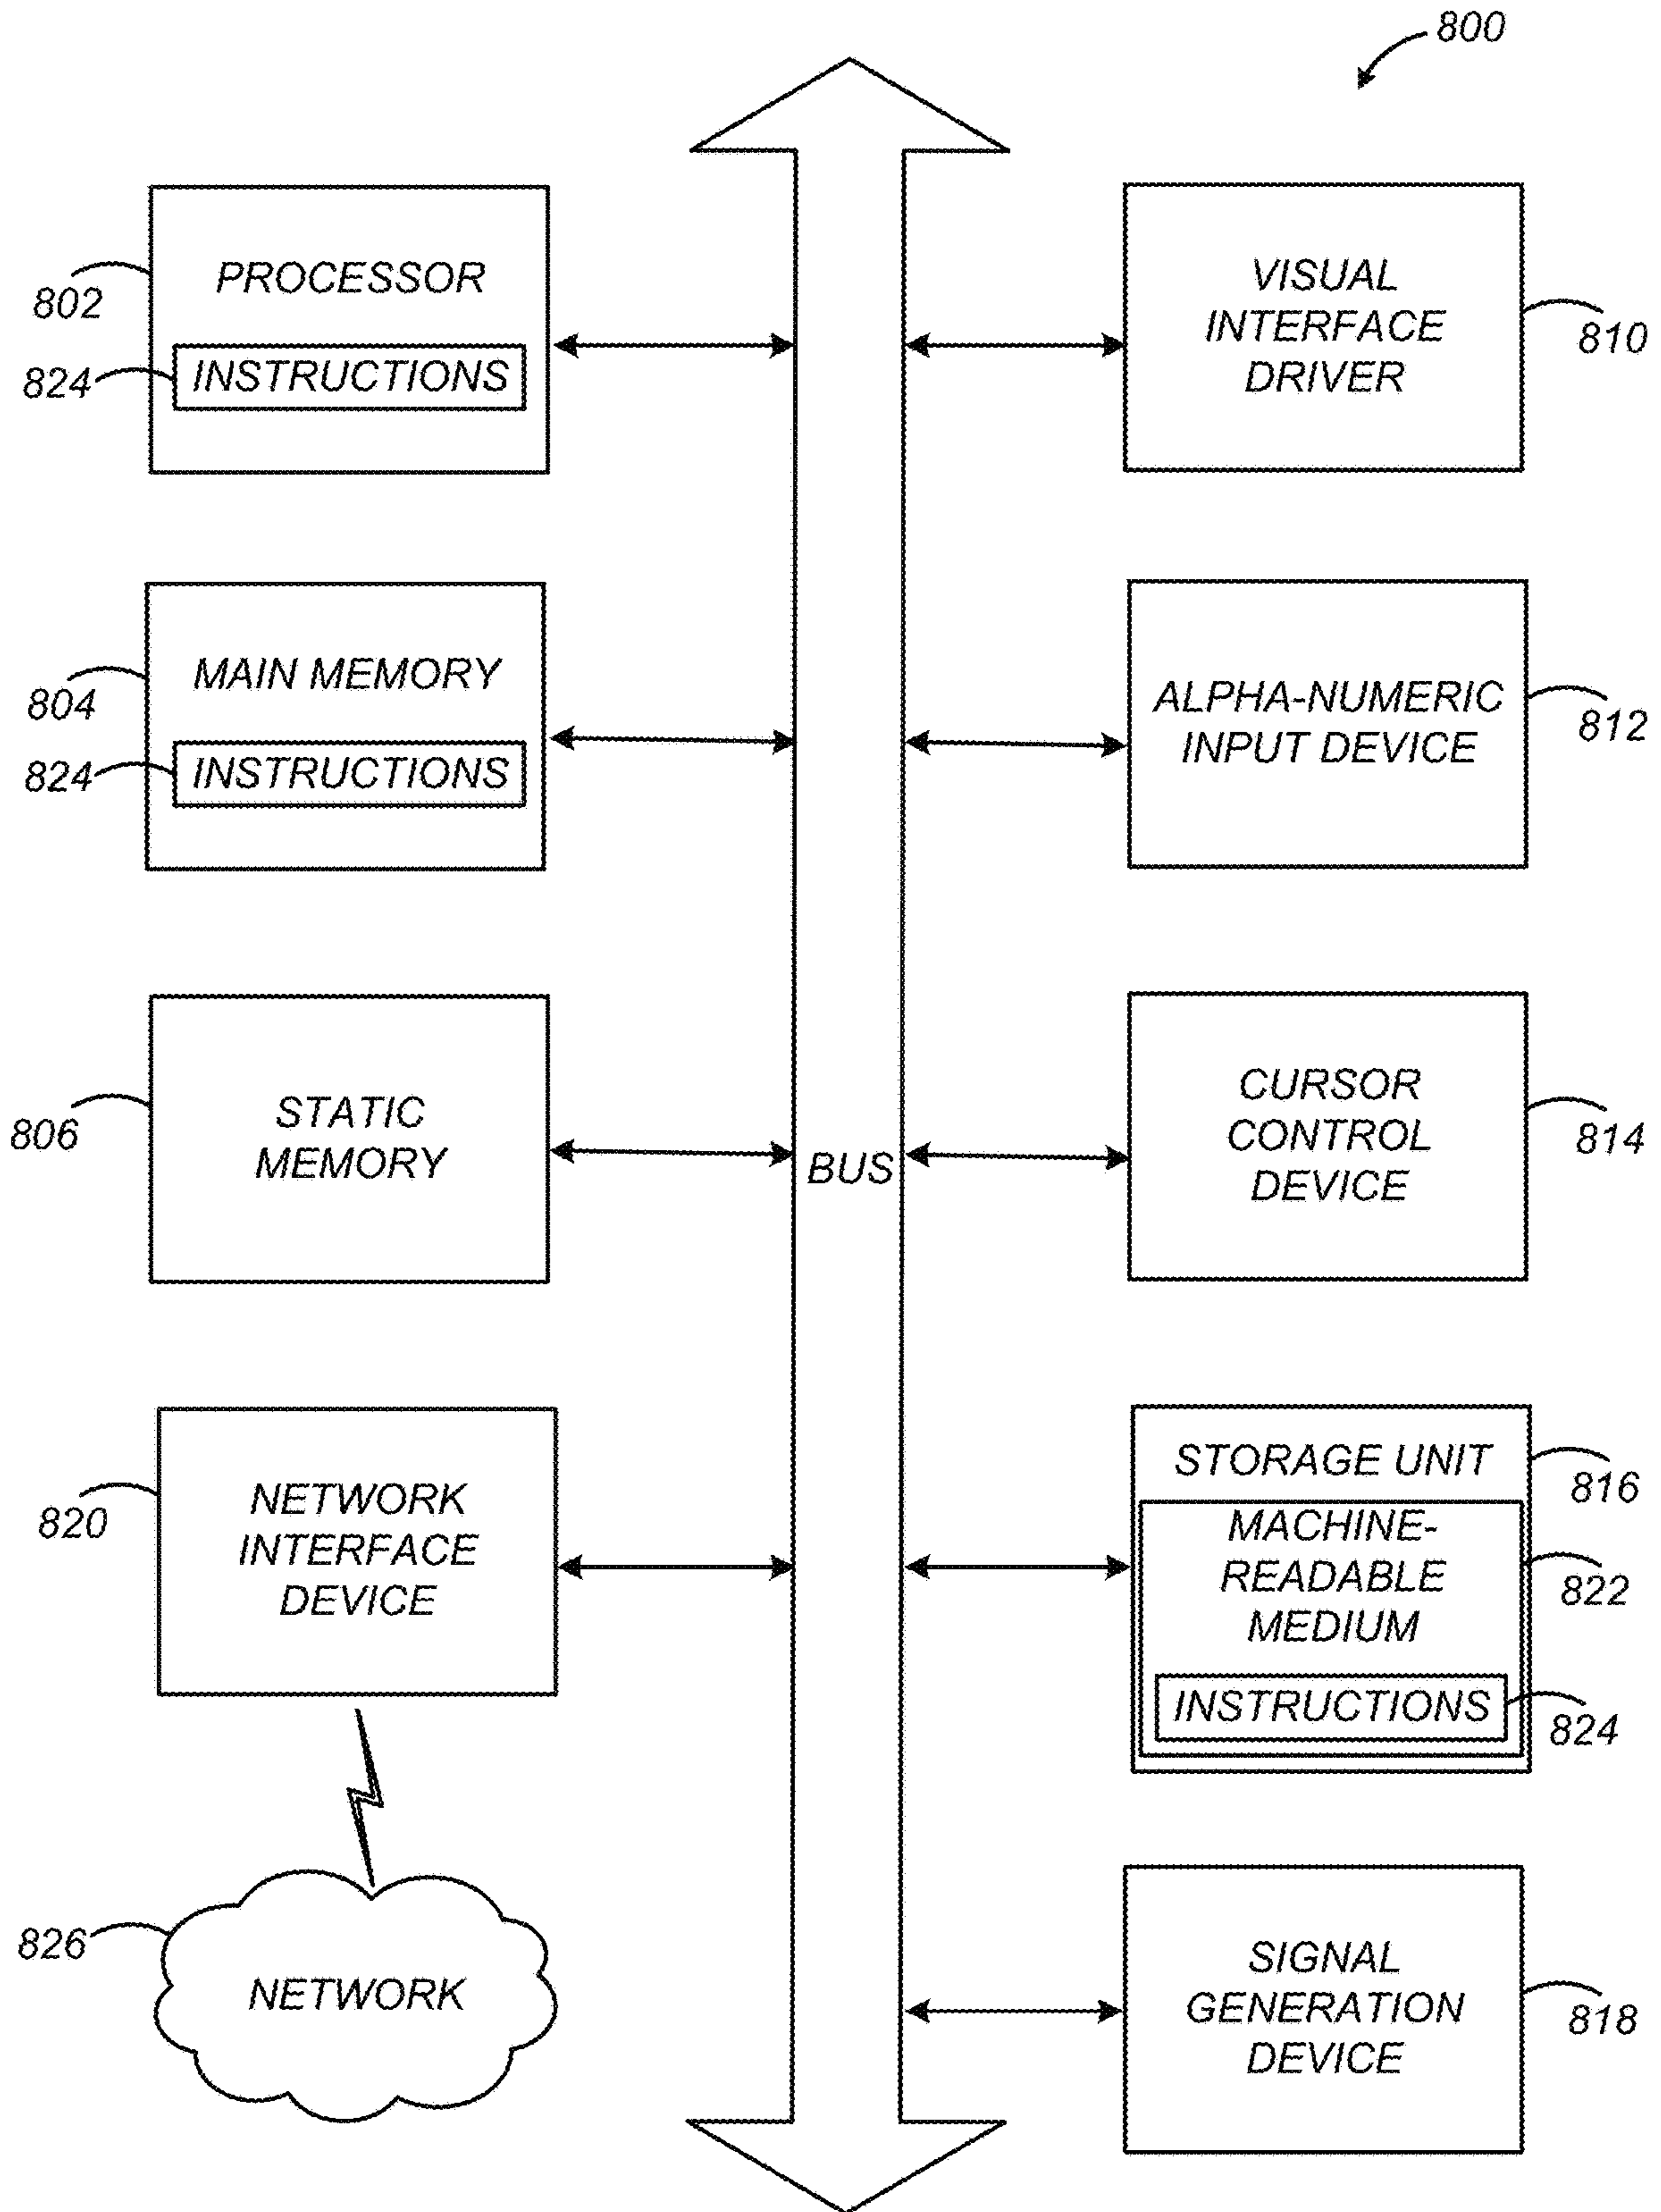 800
PROCESSOR
802
824
INSTRUCTIONS
VISUAL
INTERFACE
DRIVER
810
MAIN MEMORY
804
824
INSTRUCTIONS
ALPHA-NUMERIC
INPUT DEVICE
812
STATIC
MEMORY
806
BUS
CURSOR
CONTROL
DEVICE
814
NETWORK
INTERFACE
DEVICE
820
STORAGE UNIT
816
MACHINE-
READABLE
MEDIUM
822
INSTRUCTIONS
824
826
NETWORK
SIGNAL
GENERATION
DEVICE
818